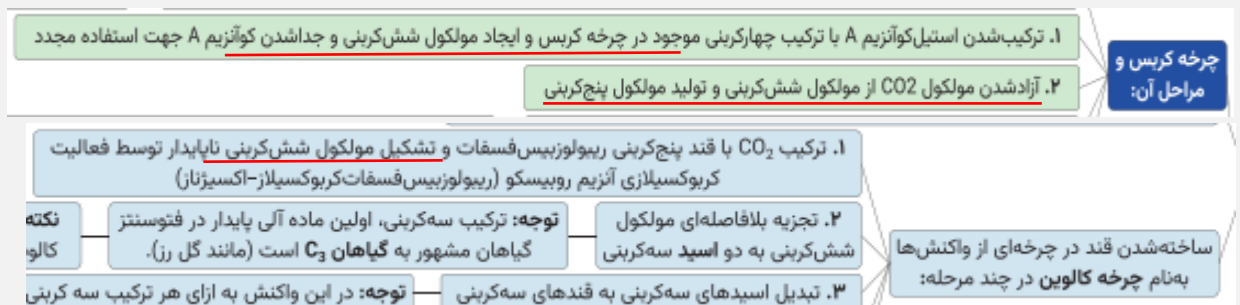 ۱. ترکیب‌شدن استیل‌کوآنزیم A با ترکیب چهارکربنی موجود در چرخه کربس و ایجاد مولکول شش‌کربنی و جداشدن کوآنزیم A جهت استفاده مجدد
چرخه کربس و
مراحل آن:
۲. آزادشدن مولکول CO2 از مولکول شش‌کربنی و تولید مولکول پنج‌کربنی
۱. ترکیب CO₂ با قند پنج‌کربنی ریبولوزبیس‌فسفات و تشکیل مولکول شش‌کربنی ناپایدار توسط فعالیت
کربوکسیلازی آنزیم روبیسکو (ریبولوزبیس‌فسفات‌کربوکسیلاز-اکسیژناز)
ساخته‌شدن قند در چرخه‌ای از واکنش‌ها
به‌نام چرخه کالوین در چند مرحله:
۲. تجزیه بلافاصله‌ای مولکول
شش‌کربنی به دو اسید سه‌کربنی
توجه: ترکیب سه‌کربنی، اولین ماده آلی پایدار در فتوسنتز
گیاهان مشهور به گیاهان C₃ است (مانند گل رز).
نکته
۳. تبدیل اسیدهای سه‌کربنی به قندهای سه‌کربنی
توجه: در این واکنش به ازای هر ترکیب سه کربنی